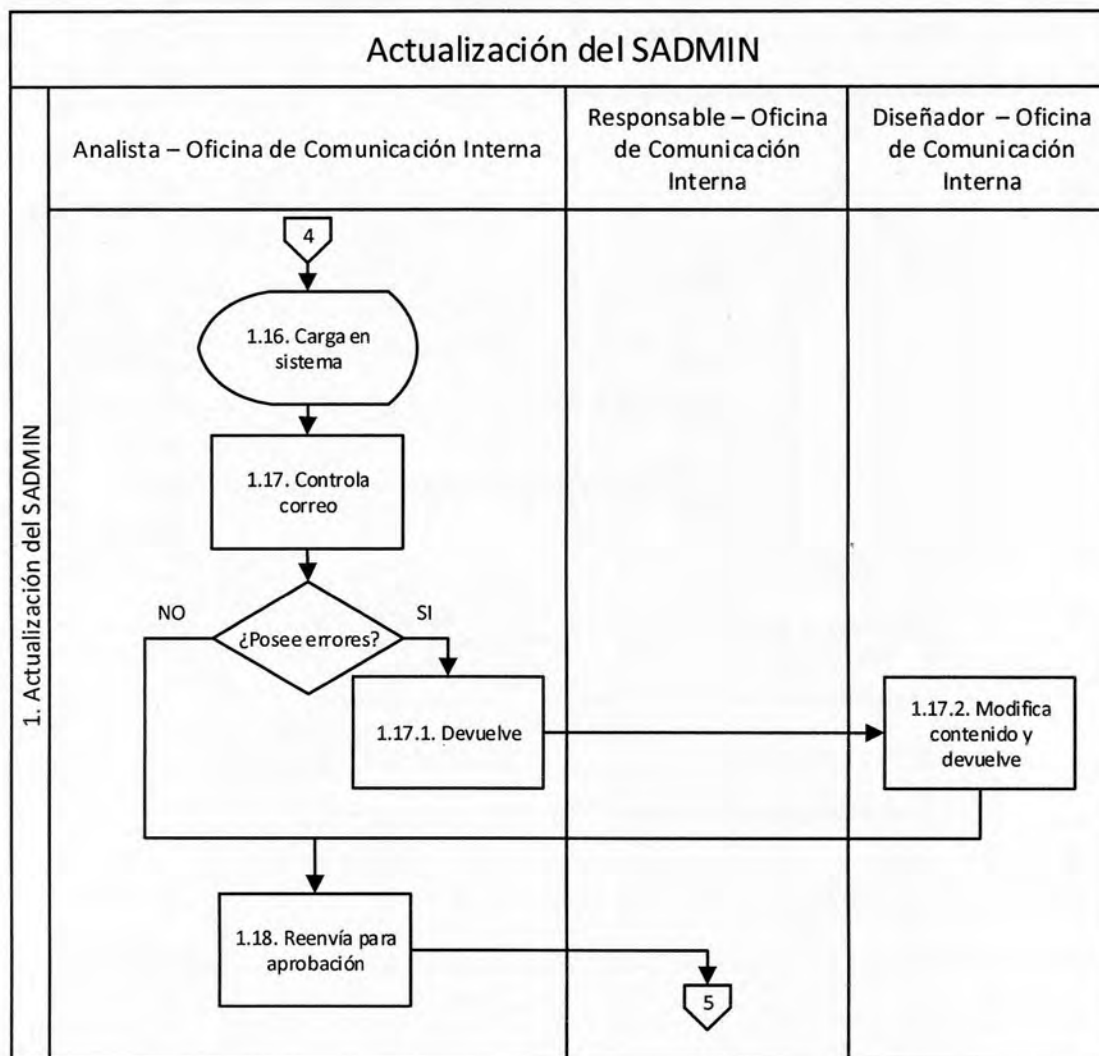 Actualización del SADMIN
Analista – Oficina de Comunicación Interna
Responsable – Oficina
de Comunicación
Interna
Diseñador – Oficina
de Comunicación
Interna
1. Actualización del SADMIN
4
1.16. Carga en
sistema
1.17. Controla
correo
NO
¿Posee errores?
SI
1.17.1. Devuelve
1.17.2. Modifica
contenido y
devuelve
1.18. Reenvía para
aprobación
5